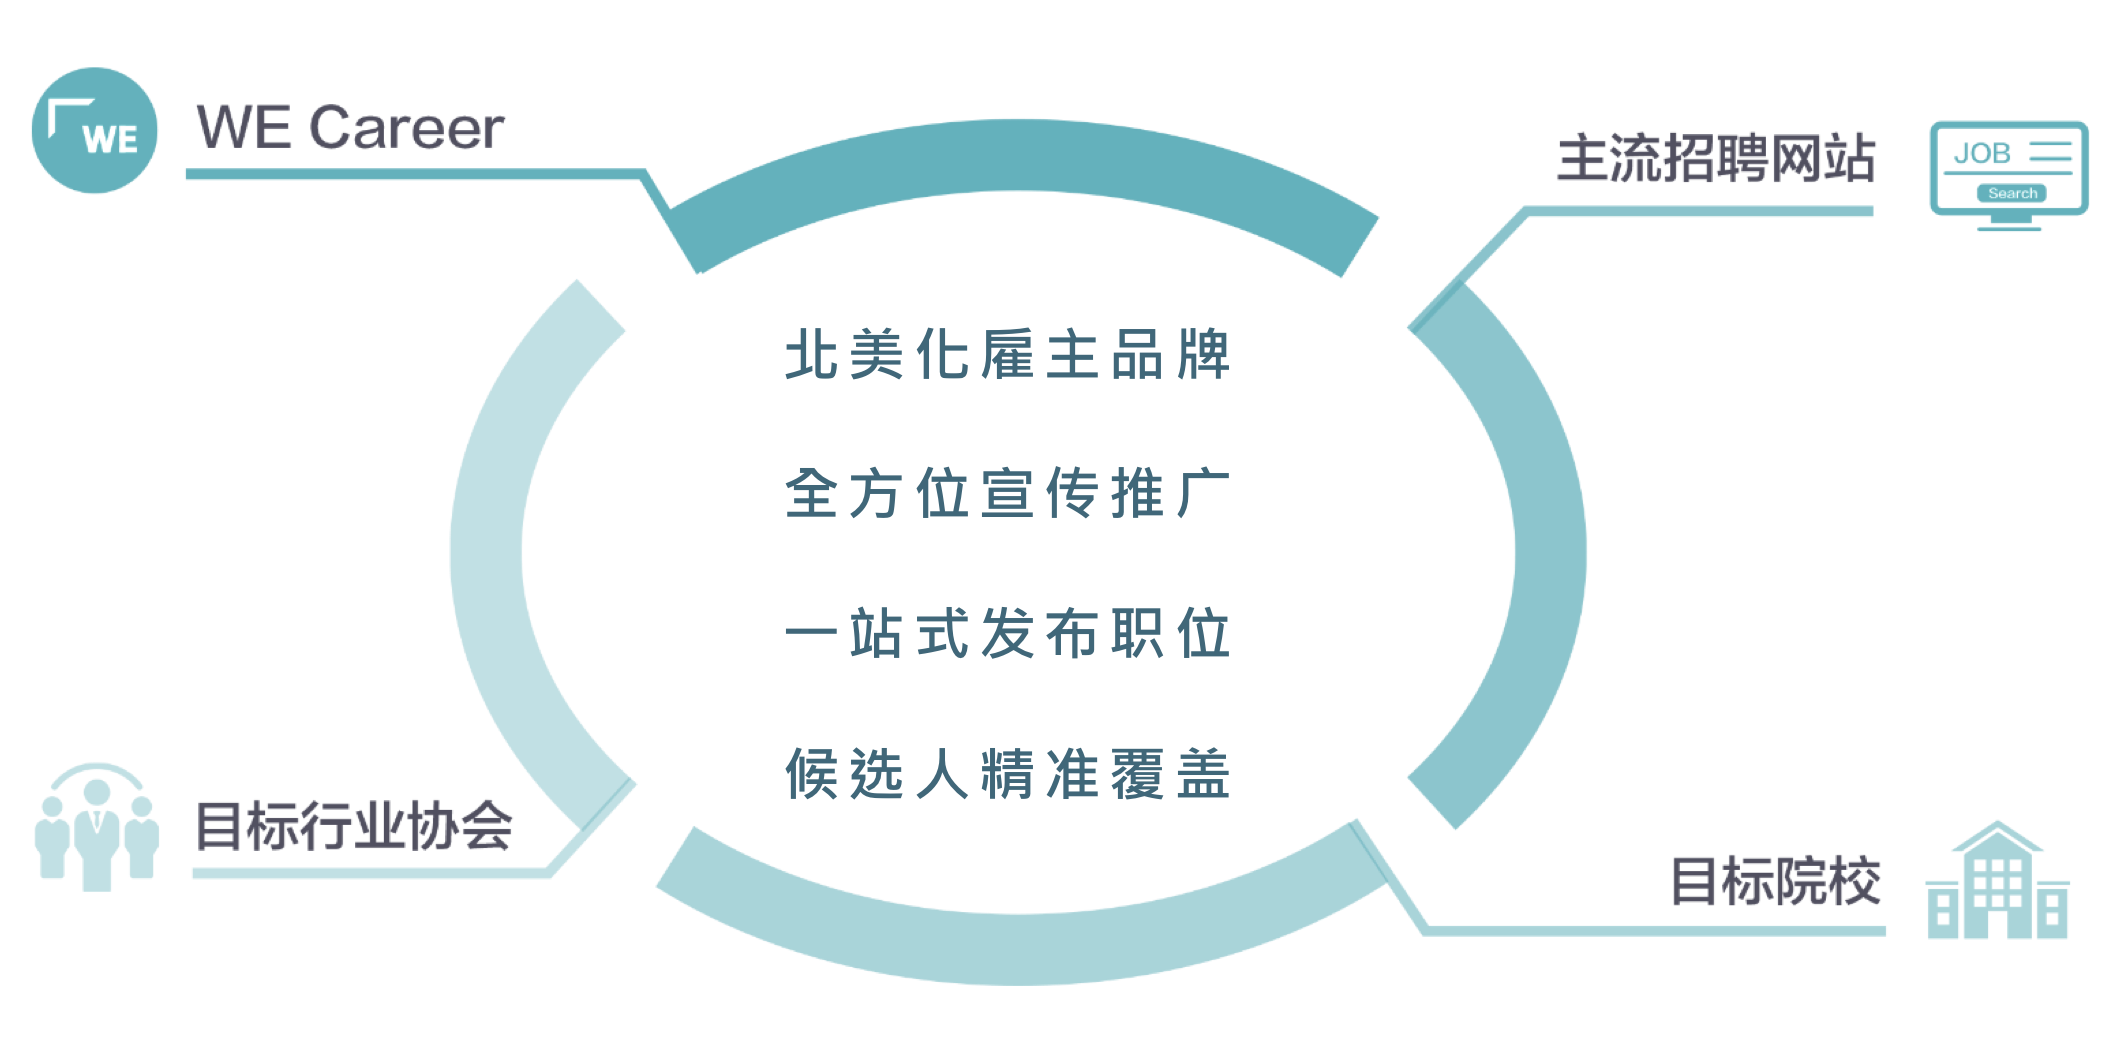 WE
WE Career
主流招聘网站
JOB
Search
北美化雇主品牌
全方位宣传推广
一站式发布职位
候选人精准覆盖
目标行业协会
目标院校